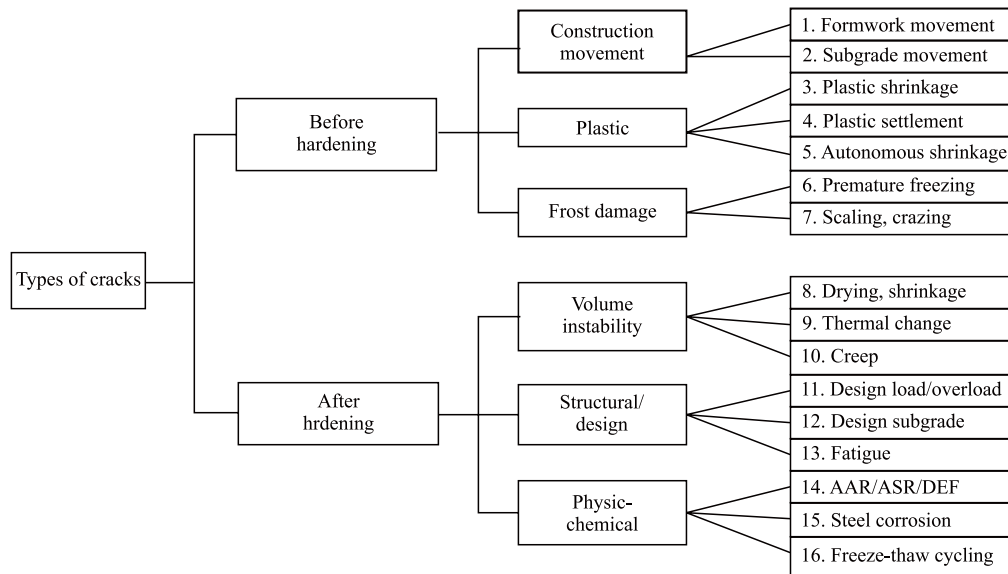 Types of cracks
Before
hardening
After
hrdening
Construction
movement
Plastic
Frost damage
Volume
instability
Structural/
design
Physic-
chemical
1. Formwork movement
2. Subgrade movement
3. Plastic shrinkage
4. Plastic settlement
5. Autonomous shrinkage
6. Premature freezing
7. Scaling, crazing
8. Drying, shrinkage
9. Thermal change
10. Creep
11. Design load/overload
12. Design subgrade
13. Fatigue
14. AAR/ASR/DEF
15. Steel corrosion
16. Freeze-thaw cycling